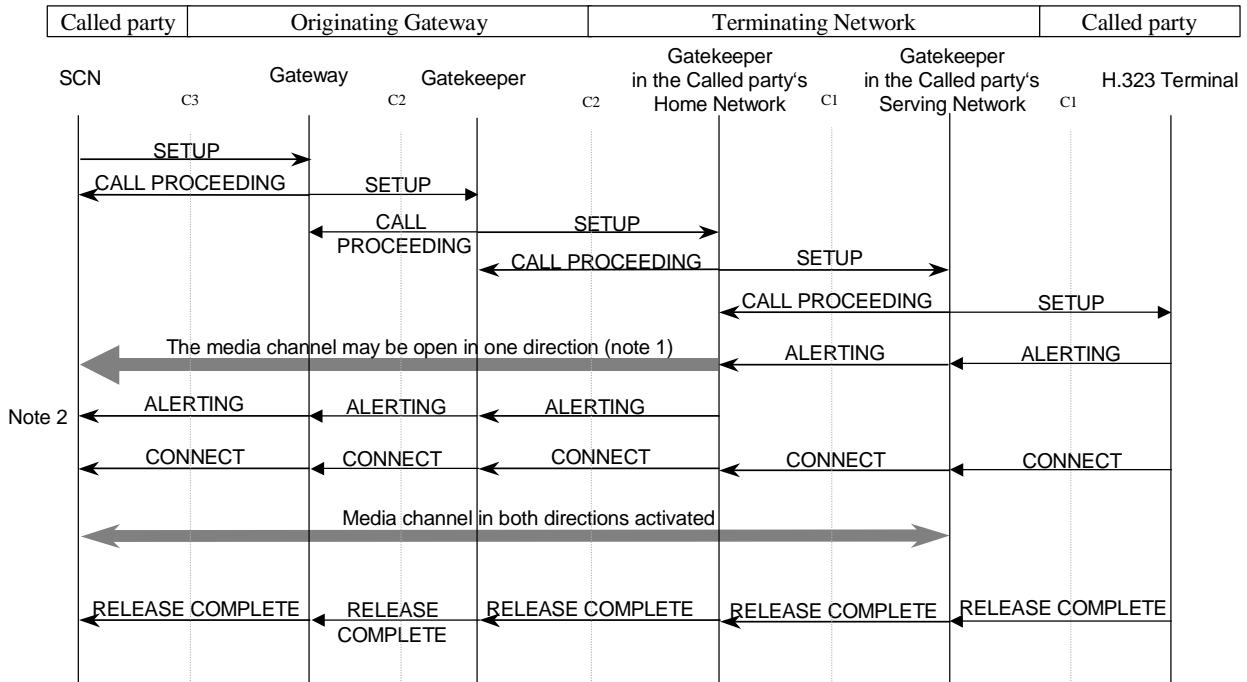 Called party Originating Gateway Terminating Network Called party
SCN
Gateway
Gatekeeper
Gatekeeper
in the Called party‘s
Home Network
Gatekeeper
in the Called party’s
Serving Network
H.323 Terminal
C3 C2 C2 C1 C1
SETUP
CALL PROCEEDING SETUP
CALL
PROCEEDING
SETUP
CALL PROCEEDING SETUP
CALL PROCEEDING SETUP
The media channel may be open in one direction (note 1) ALERTING ALERTING
Note 2 ALERTING ALERTING ALERTING
CONNECT CONNECT CONNECT CONNECT CONNECT
Media channel in both directions activated
RELEASE COMPLETE
RELEASE
COMPLETE
RELEASE COMPLETE RELEASE COMPLETE RELEASE COMPLETE